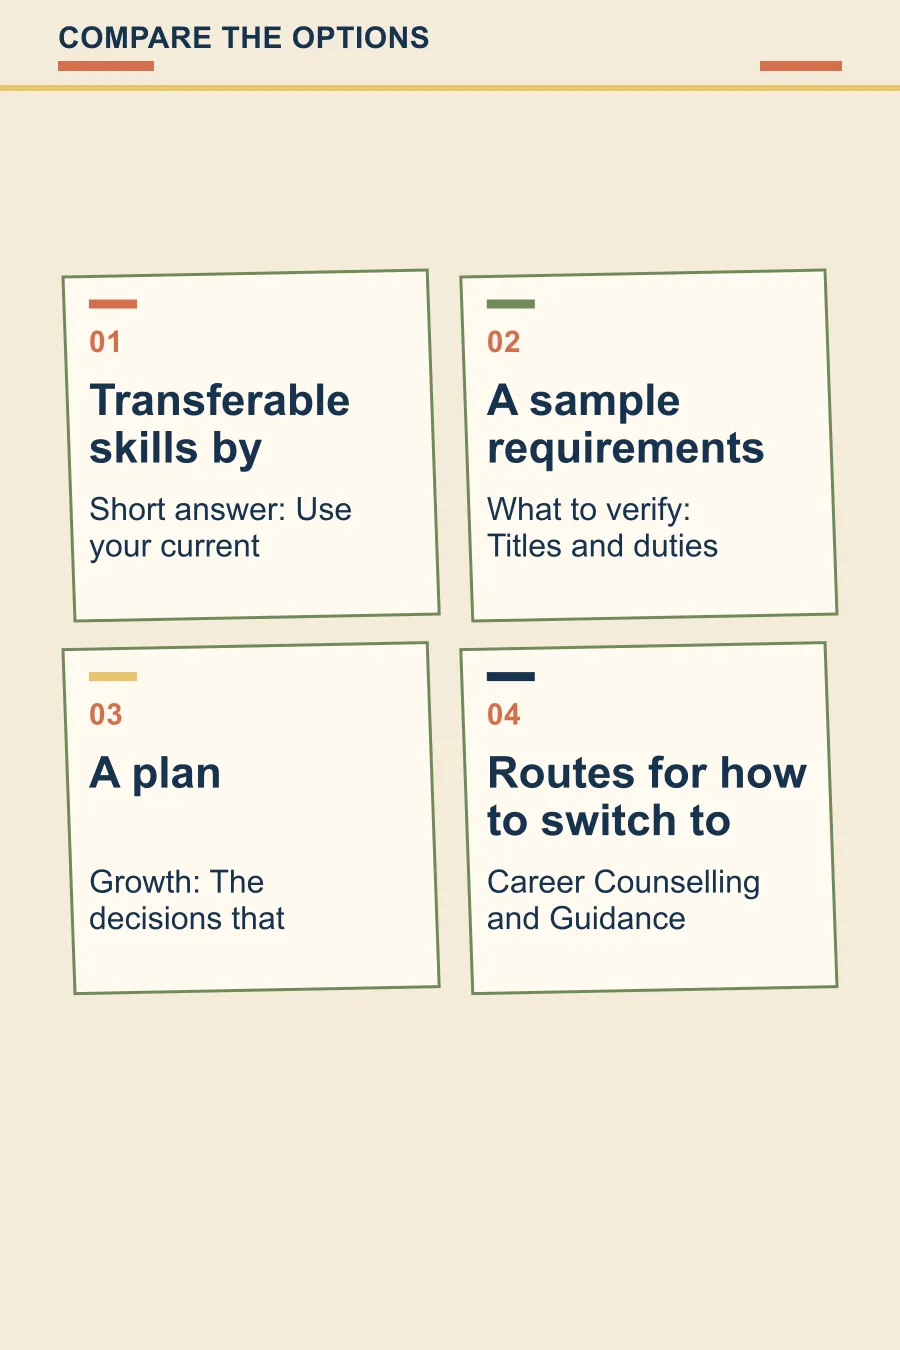 COMPARE THE OPTIONS
01
Transferable
skills by
Short answer: Use
your current
02
A sample
requirements
What to verify:
Titles and duties
03
A plan
Growth: The
decisions that
04
Routes for how
to switch to
Career Counselling
and Guidance